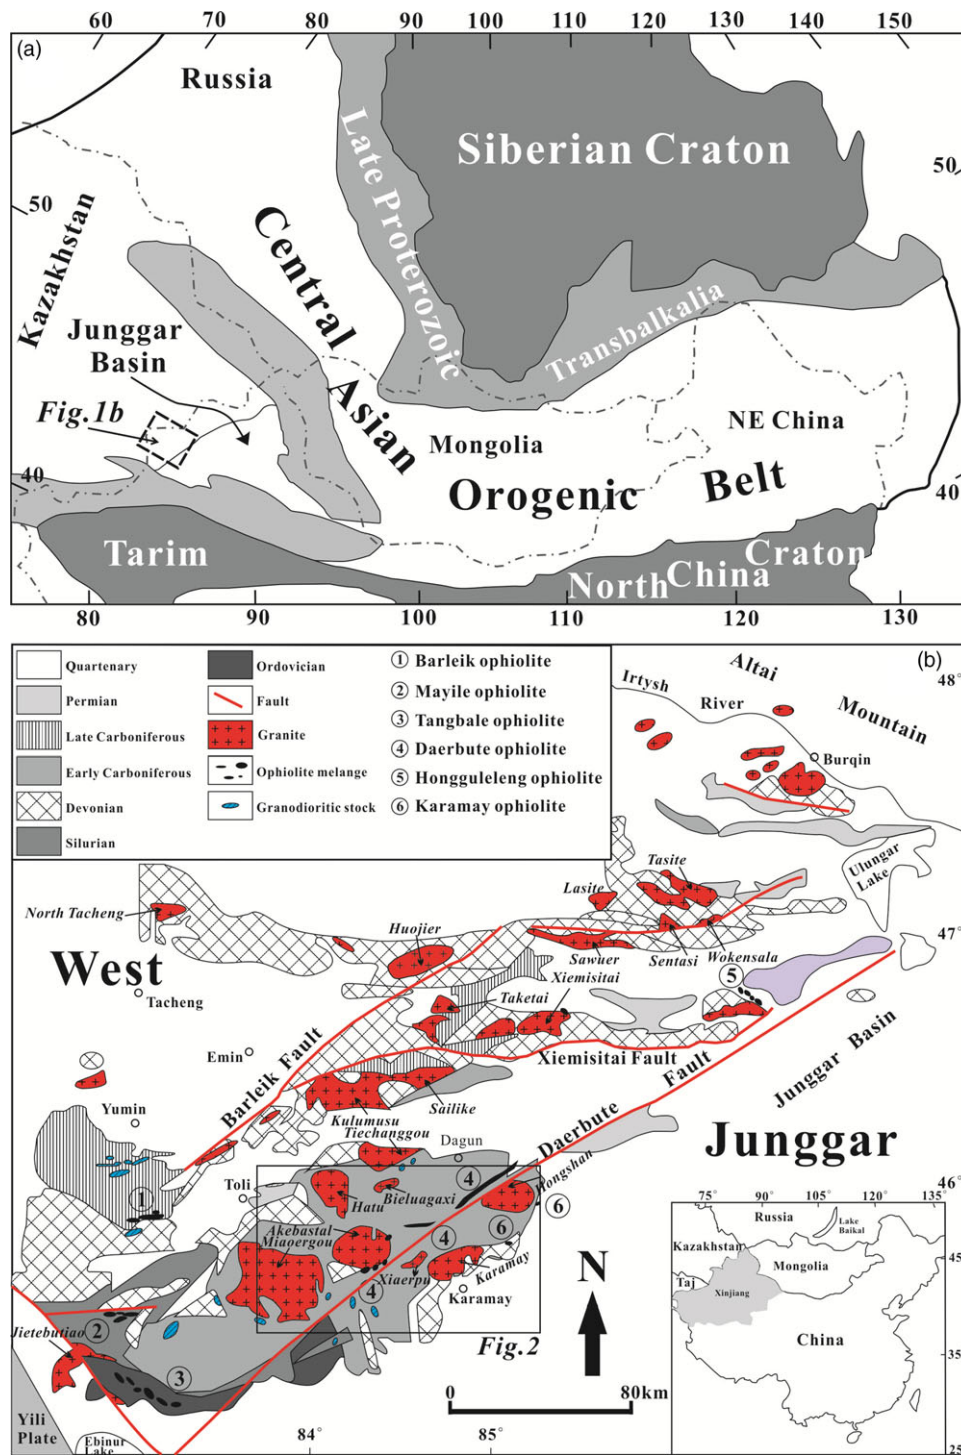 60 70 80 90 100 110 120 130 140 150
(a)
Russia
Siberian Craton
Late Proterozoic
50
50
Kazakhstan
Central
Transbalkalia
Junggar
Basin
Asian
Fig.1b
NE China
Mongolia
Belt
40
Orogenic
40
Tarim
Craton
China
North
80 90 100 110 120 130
Quartenary
Permian
Late Carboniferous
Early Carboniferous
Devonian
Silurian
Ordovician
Fault
Granite
Ophiolite melange
Granodioritic stock
① Barleik ophiolite
② Mayile ophiolite
③ Tangbale ophiolite
④ Daerbute ophiolite
⑤ Hongguleleng ophiolite
⑥ Karamay ophiolite
(b)
48°
Altai
Mountain
Irtysh
River
Burqin
Ulungar
Lake
Tasite
Lasite
North Tacheng
Huojier
47°
Sawuer
Sentasi
Wokensala
West
Xiemisitai
⑤
Tacheng
Taketai
Emin
Barleik Fault
Xiemisitai Fault
Fault
Junggar Basin
Sailike
Yumin
Kulumusu
Tiechanggou
Daerbute
Dagun
Junggar
①
Toli
④
Hongshan
46°
Hatu
Bieluagaxi
⑥
⑥
Akebastal
Miaoergou
④
Karamay
Xiaerpu
④
Karamay
N
②
Jietebutiao
Fig.2
③
0 80km
Yili
Plate
Ebinur
Lake
84° 85°
75° 90° 105° 120° 135°
Russia
Lake
Baikal
Kazakhstan
Mongolia
45
Taj
Xinjiang
China
35
25